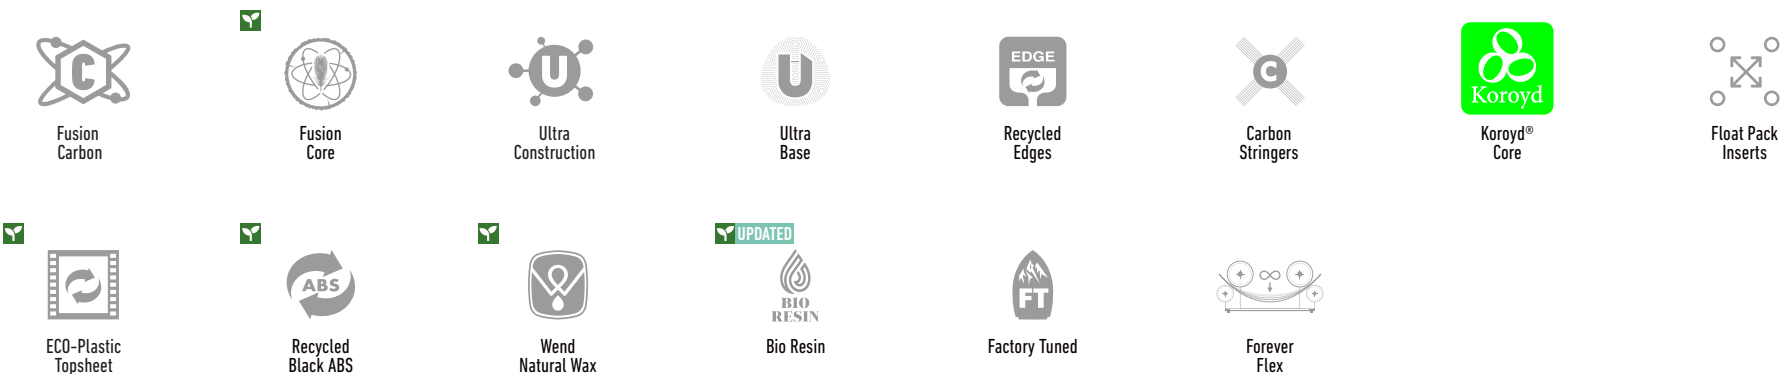 C
Fusion
Carbon
Fusion
Core
U
Ultra
Construction
U
Ultra
Base
EDGE
Recycled
Edges
C
Carbon
Stringers
Koroyd
Koroyd®
Core
Float Pack
Inserts
ECO-Plastic
Topsheet
ABS
Recycled
Black ABS
Wend
Natural Wax
UPDATED
BIO
RESIN
Bio Resin
FT
Factory Tuned
Forever
Flex